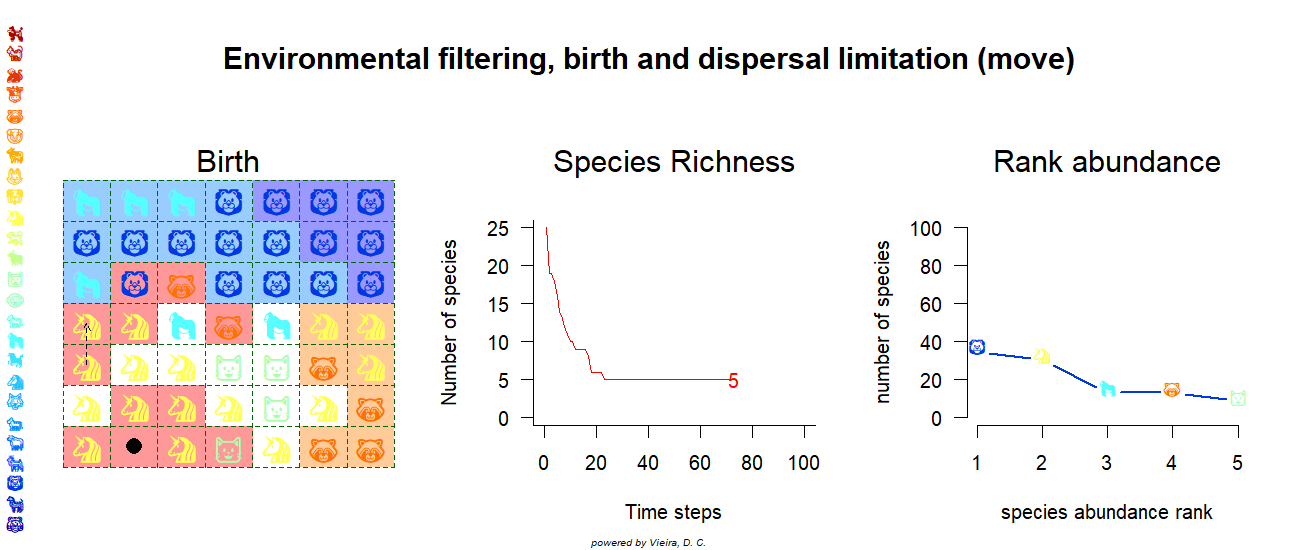 Environmental filtering, birth and dispersal limitation (move)
Birth
Species Richness
Number of species
25
20
15
10
5
0
5
0 20 40 60 80 100
Time steps
Rank abundance
number of species
100
80
60
40
20
0
1 2 3 4 5
species abundance rank
powered by Vieira, D. C.